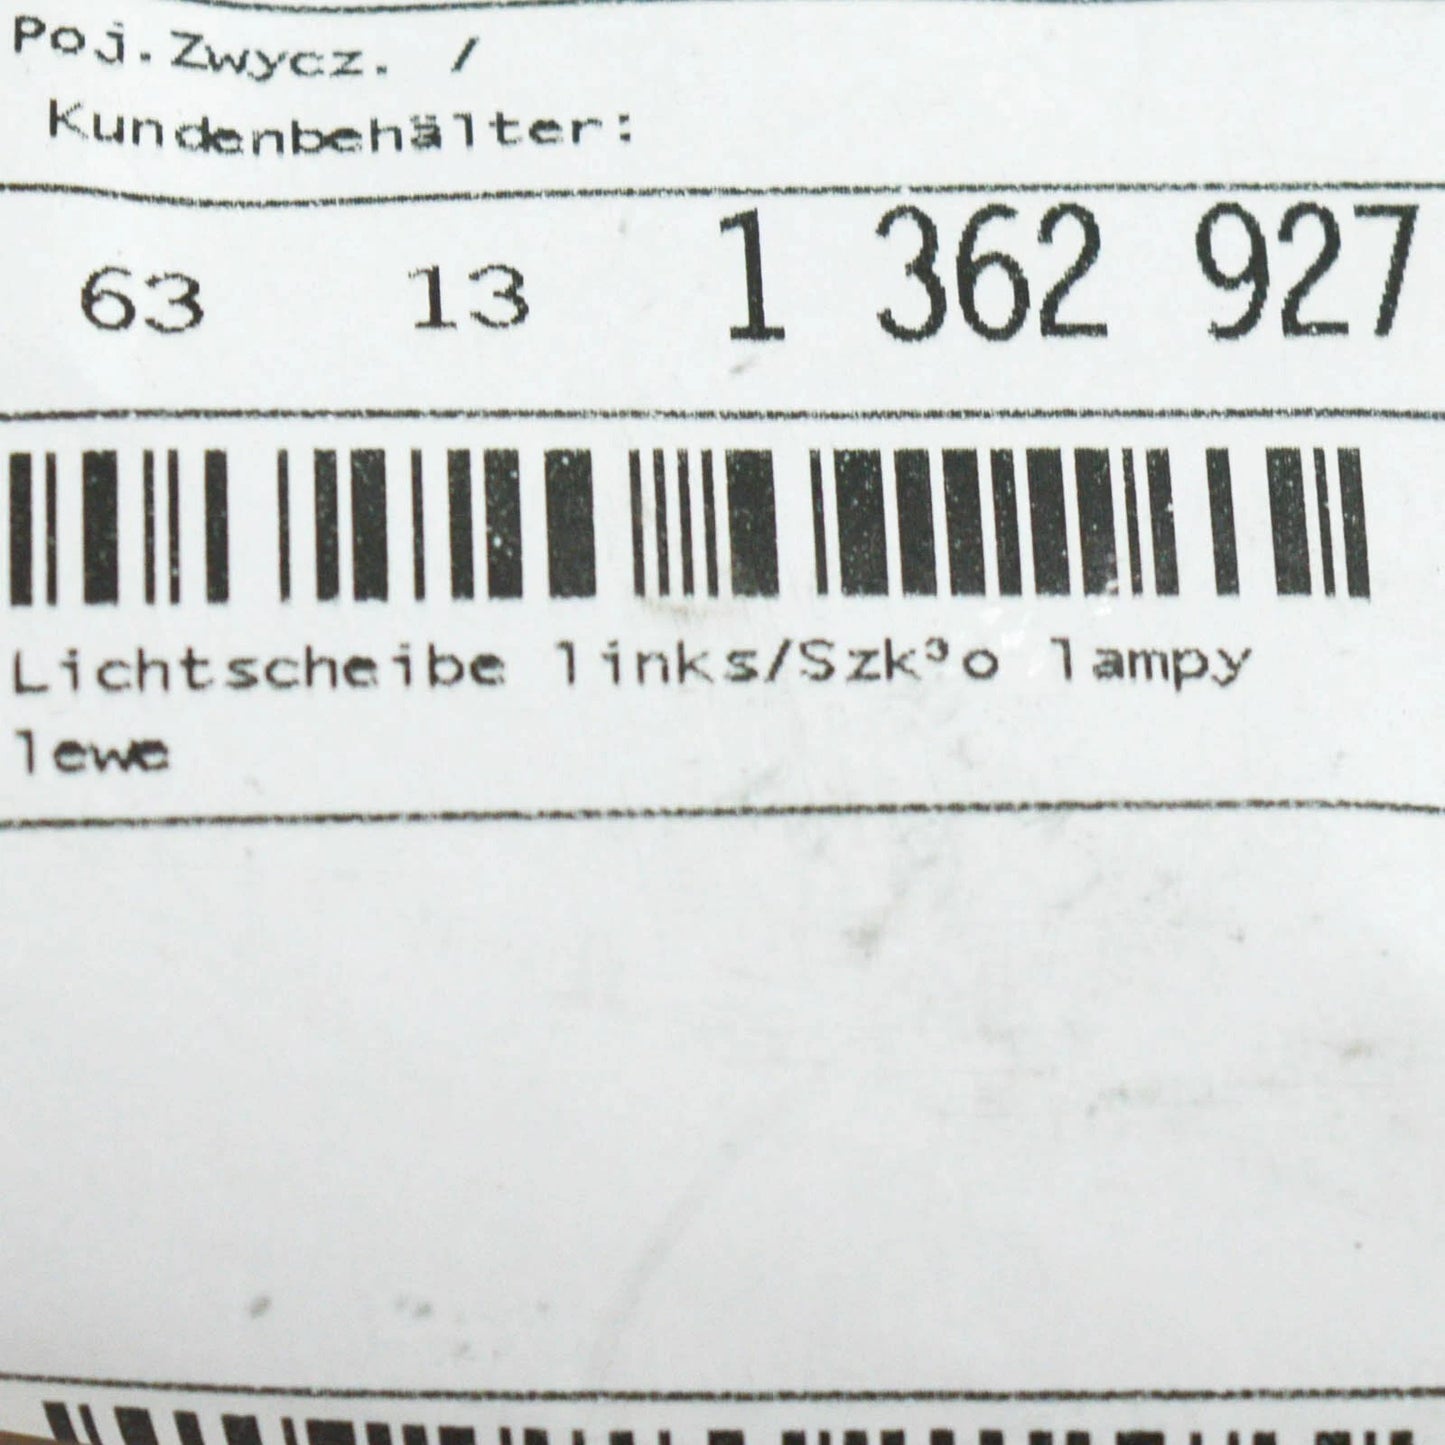 Poj.Zwycz. /
Kundenbehälter:
63 13 1 362 927
Lichtscheibe links/Szk³o lampy
lewe